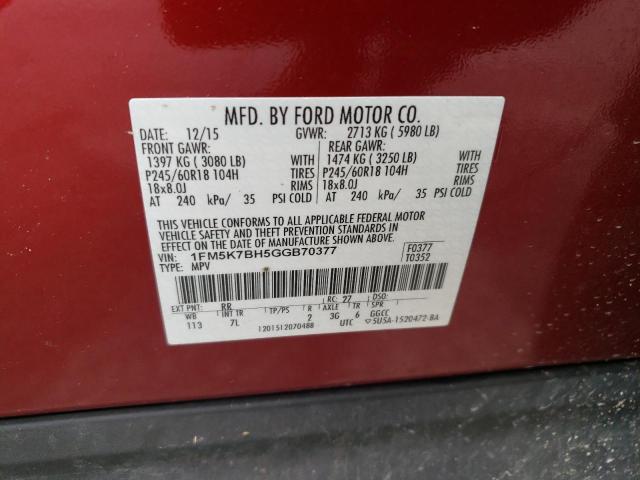 MFD. BY FORD MOTOR CO.
DATE: 12/15 GVWR: 2713 KG ( 5980 LB)
FRONT GAWR: REAR GAWR:
1397 KG ( 3080 LB) WITH 1474 KG ( 3250 LB) WITH
P245/60R18 104H TIRES P245/60R18 104H TIRES
18x8.0J RIMS 18x8.0J RIMS
AT 240 kPa/ 35 PSI COLD AT 240 kPa/ 35 PSI COLD
THIS VEHICLE CONFORMS TO ALL APPLICABLE FEDERAL MOTOR
VEHICLE SAFETY AND THEFT PREVENTION STANDARDS IN
EFFECT ON THE DATE OF MANUFACTURE SHOWN ABOVE.
VIN: 1FM5K7BH5GGB70377 F0377
TYPE: MPV T0352
EXT PNT: RR RC: 27 DSO:
WB INT TR TP/PS R AXLE TR SPR
113 7L 2 3G 6 GGCC
1201512070488 UTC 5U5A-1520472-BA